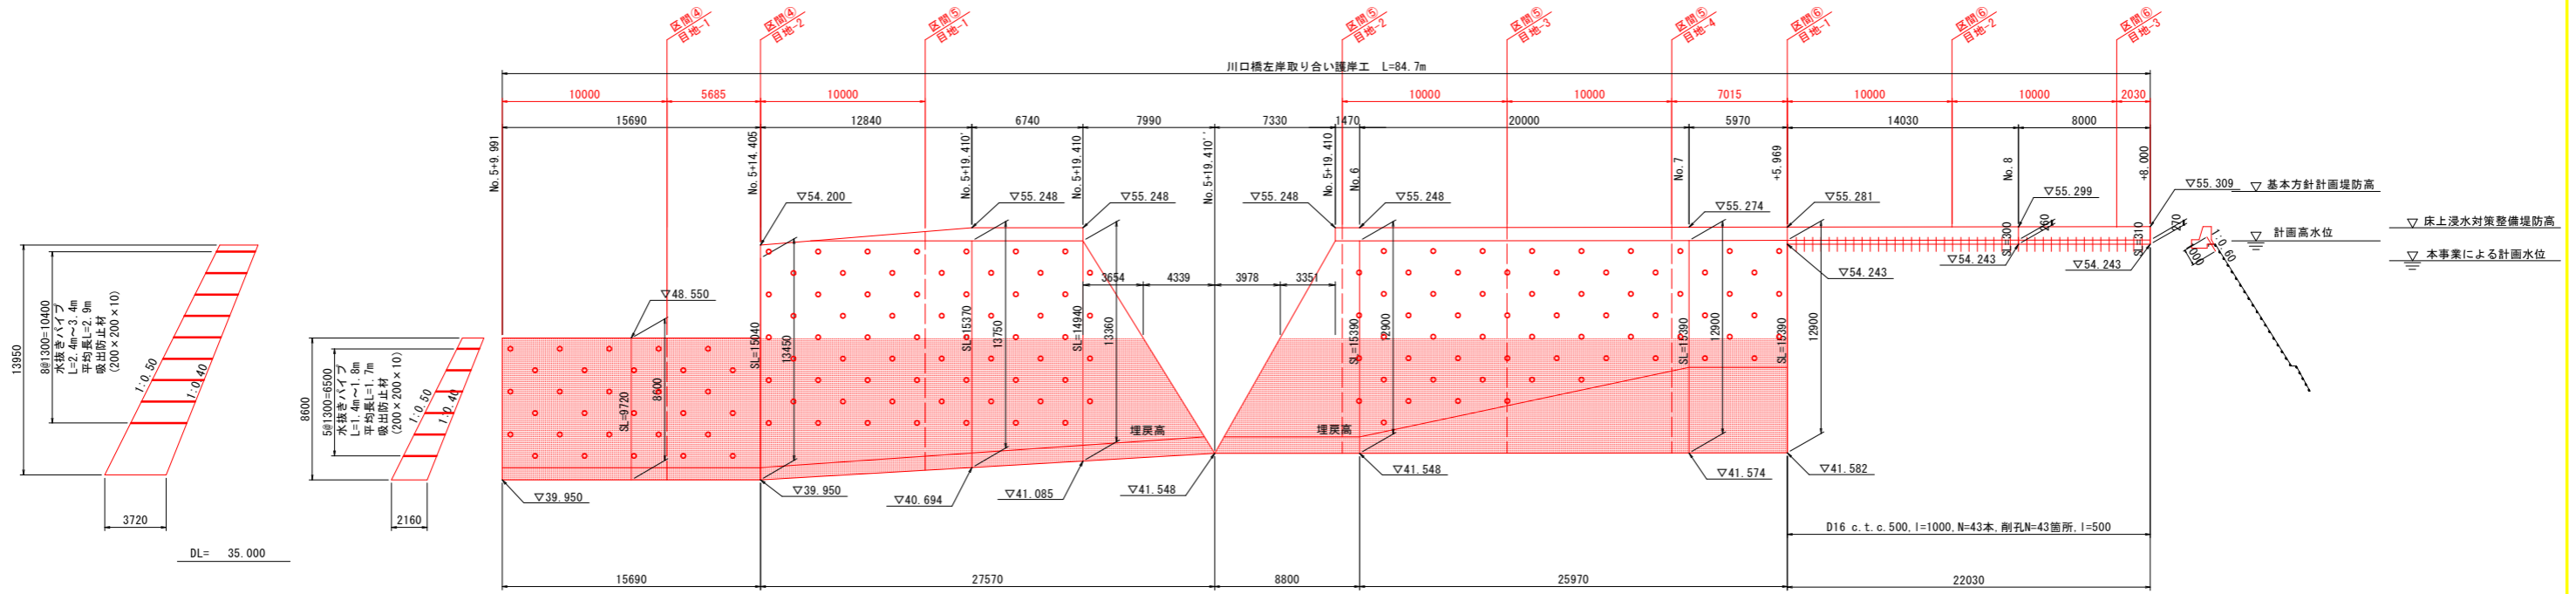 区間④
目地-1
区間④
目地-2
区間⑤
目地-1
区間⑤
目地-2
区間⑤
目地-3
区間⑤
目地-4
区間⑥
目地-1
区間⑥
目地-2
区間⑥
目地-3
川口橋左岸取り合い護岸工 L=84.7m
10000
5685
10000
10000
10000
7015
10000
10000
2030
15690
12840
6740
7990
7330
1470
20000
5970
14030
8000
No.5+9.991
No.5+14.405
No.5+19.410'
No.5+19.410
No.5+19.410''
No.5+19.410
No.6
No.7
+5.969
No.8
+8.000
▽54.200
▽55.248
▽55.248
▽55.248
▽55.248
▽55.274
▽55.281
▽55.299
▽55.309
▽ 基本方針計画堤防高
▽ 床上浸水対策整備堤防高
▽ 計画高水位
▽ 本事業による計画水位
SL=300
260
SL=310
270
1:0.60
1000
▽54.243
▽54.243
▽54.243
3654
4339
3978
3351
▽48.550
SL=9720
8600
SL=15040
13450
SL=15370
13750
SL=14940
13360
SL=15390
12900
SL=15390
12900
SL=15390
12900
13950
8@1300=10400
水抜きパイプ
L=2.4m～3.4m
平均長L=2.9m
吸出防止材
(200×200×10)
1:0.50
1:0.40
3720
8600
5@1300=6500
水抜きパイプ
L=1.4m～1.8m
平均長L=1.7m
吸出防止材
(200×200×10)
1:0.50
1:0.40
2160
埋戻高
埋戻高
▽39.950
▽39.950
▽40.694
▽41.085
▽41.548
▽41.548
▽41.574
▽41.582
D16 c.t.c.500,l=1000,N=43本,削孔N=43箇所,l=500
DL= 35.000
15690
27570
8800
25970
22030